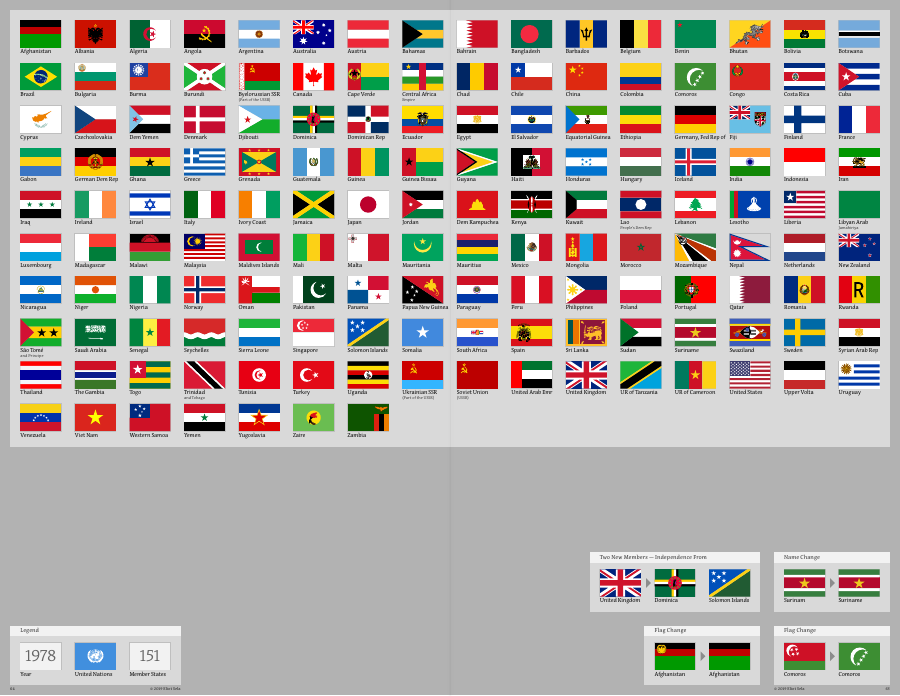 Afghanistan Albania Algeria Angola Argentina Australia Austria Bahamas Bahrain Bangladesh Barbados Belgium Benin Bhutan Bolivia Botswana
Brazil Bulgaria Burma Burundi Byelorussian SSR Canada Cape Verde Central Africa Chad Chile China Colombia Comoros Congo Costa Rica Cuba
(Part of the USSR) Empire
Cyprus Czechoslovakia Dem Yemen Denmark Djibouti Dominica Dominican Rep Ecuador Egypt El Salvador Equatorial Guinea Ethiopia Germany, Fed Rep of Fiji Finland France
Gabon German Dem Rep Ghana Greece Grenada Guatemala Guinea Guinea Bissau Guyana Haiti Honduras Hungary Iceland India Indonesia Iran
Iraq Ireland Israel Italy Ivory Coast Jamaica Japan Jordan Dem Kampuchea Kenya Kuwait Lao Lebanon Lesotho Liberia Libyan Arab
People's Dem Rep Jamahiriya
Luxembourg Madagascar Malawi Malaysia Maldives Islands Mali Malta Mauritania Mauritius Mexico Mongolia Morocco Mozambique Nepal Netherlands New Zealand
Nicaragua Niger Nigeria Norway Oman Pakistan Panama Papua New Guinea Paraguay Peru Philippines Poland Portugal Qatar Romania Rwanda
R
São Tomé Saudi Arabia Senegal Seychelles Sierra Leone Singapore Solomon Islands Somalia South Africa Spain Sri Lanka Sudan Suriname Swaziland Sweden Syrian Arab Rep
and Principe
Thailand The Gambia Togo Trinidad Tunisia Turkey Uganda Ukrainian SSR Soviet Union United Arab Emr United Kingdom UR of Tanzania UR of Cameroon United States Upper Volta Uruguay
and Tobago (Part of the USSR) (USSR)
Venezuela Viet Nam Western Samoa Yemen Yugoslavia Zaire Zambia
Two New Members — Independence From
United Kingdom Dominica Solomon Islands
Name Change
Surinam Suriname
Legend
1978 151
Year United Nations Member States
Flag Change
Afghanistan Afghanistan
Flag Change
Comoros Comoros